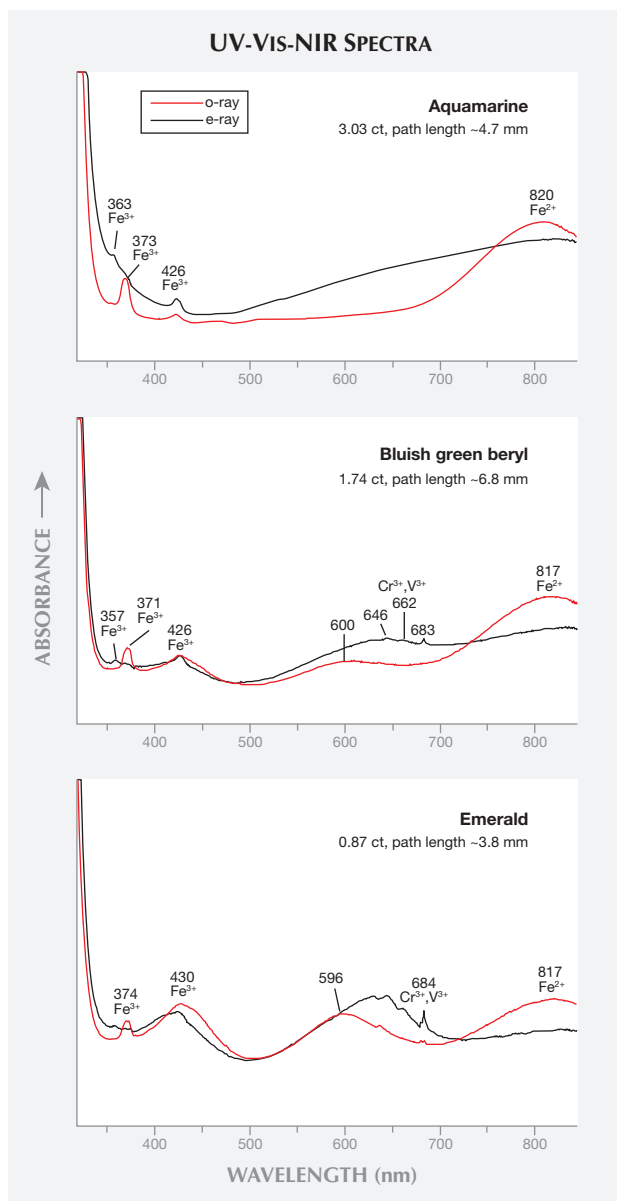 UV-VIS-NIR SPECTRA
o-ray
e-ray
Aquamarine
3.03 ct, path length ~4.7 mm
363
Fe³⁺
373
Fe³⁺
426
Fe³⁺
820
Fe²⁺
400 500 600 700 800
Bluish green beryl
1.74 ct, path length ~6.8 mm
357
Fe³⁺
371
Fe³⁺
426
Fe³⁺
600
646
Cr³⁺,V³⁺
662
683
817
Fe²⁺
400 500 600 700 800
ABSORBANCE
Emerald
0.87 ct, path length ~3.8 mm
374
Fe³⁺
430
Fe³⁺
596
684
Cr³⁺,V³⁺
817
Fe²⁺
400 500 600 700 800
WAVELENGTH (nm)